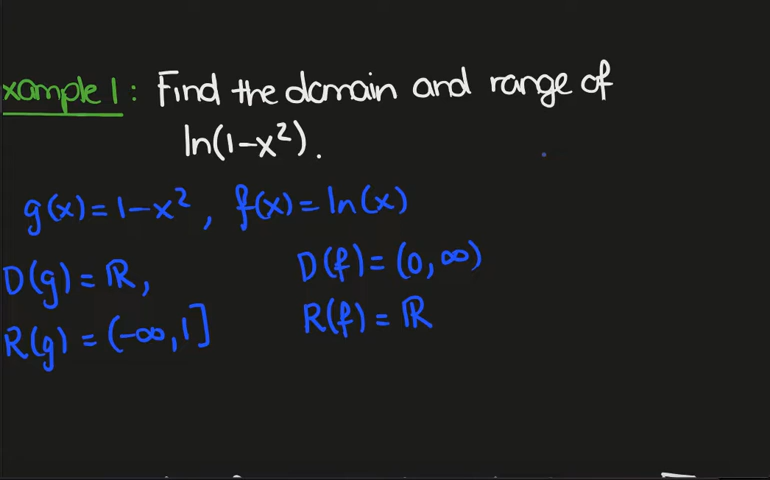 xample 1: Find the domain and range of
ln(1-x²).
g(x) = 1-x², f(x) = ln(x)
D(g) = ℝ, D(f) = (0, ∞)
R(g) = (-∞, 1] R(f) = ℝ